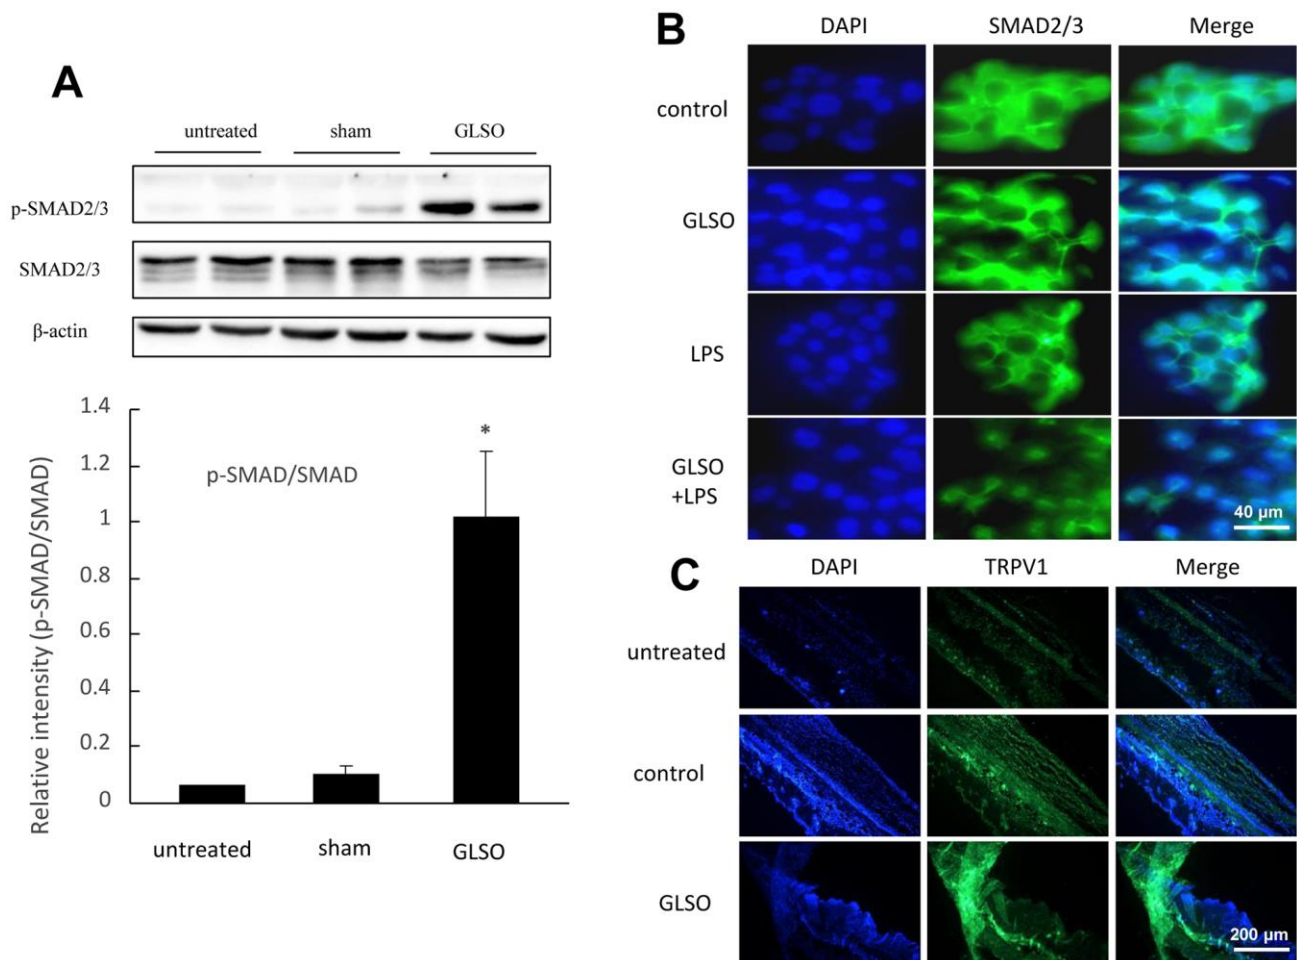 A
untreated sham GLSO
p-SMAD2/3
SMAD2/3
β-actin
1.4
1.2
1
0.8
0.6
0.4
0.2
0
Relative intensity (p-SMAD/SMAD)
p-SMAD/SMAD
*
untreated sham GLSO
B
DAPI SMAD2/3 Merge
control
GLSO
LPS
GLSO
+LPS
40 µm
C
DAPI TRPV1 Merge
untreated
control
GLSO
200 µm